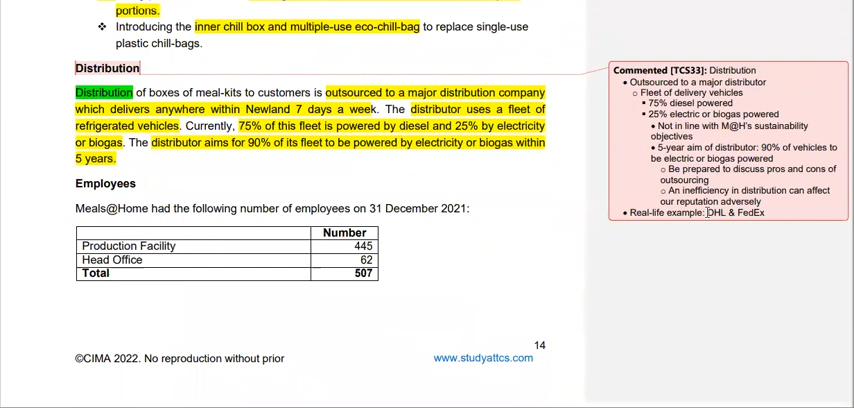 portions.
❖ Introducing the inner chill box and multiple-use eco-chill-bag to replace single-use
plastic chill-bags.
Distribution
Distribution of boxes of meal-kits to customers is outsourced to a major distribution company
which delivers anywhere within Newland 7 days a week. The distributor uses a fleet of
refrigerated vehicles. Currently, 75% of this fleet is powered by diesel and 25% by electricity
or biogas. The distributor aims for 90% of its fleet to be powered by electricity or biogas within
5 years.
Employees
Meals@Home had the following number of employees on 31 December 2021:
Number
Production Facility 445
Head Office 62
Total 507
14
©CIMA 2022. No reproduction without prior www.studyattcs.com
Commented [TCS33]: Distribution
• Outsourced to a major distributor
o Fleet of delivery vehicles
▪ 75% diesel powered
▪ 25% electric or biogas powered
• Not in line with M@H's sustainability
objectives
• 5-year aim of distributor: 90% of vehicles to
be electric or biogas powered
o Be prepared to discuss pros and cons of
outsourcing
o An inefficiency in distribution can affect
our reputation adversely
• Real-life example: DHL & FedEx